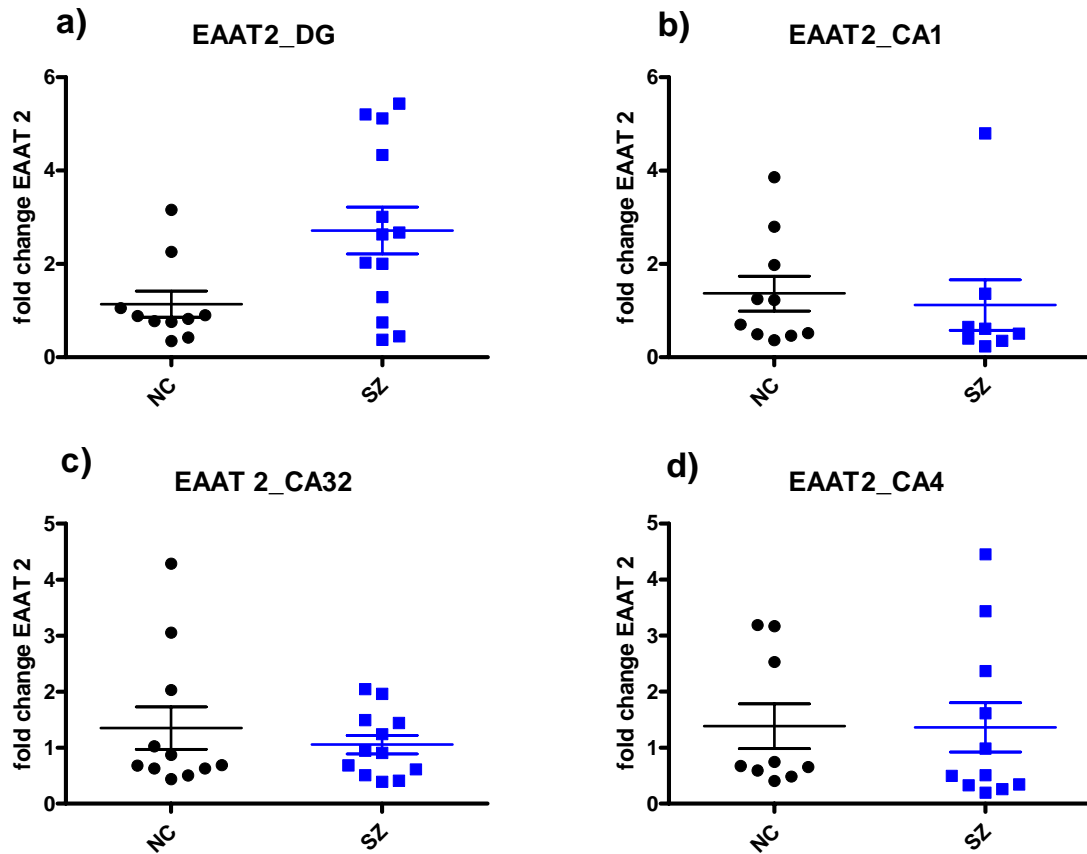 a)
EAAT2_DG
fold change EAAT 2
6
4
2
0
NC
SZ
b)
EAAT2_CA1
fold change EAAT 2
6
4
2
0
NC
SZ
c)
EAAT 2_CA32
fold change EAAT 2
5
4
3
2
1
0
NC
SZ
d)
EAAT2_CA4
fold change EAAT 2
5
4
3
2
1
0
NC
SZ